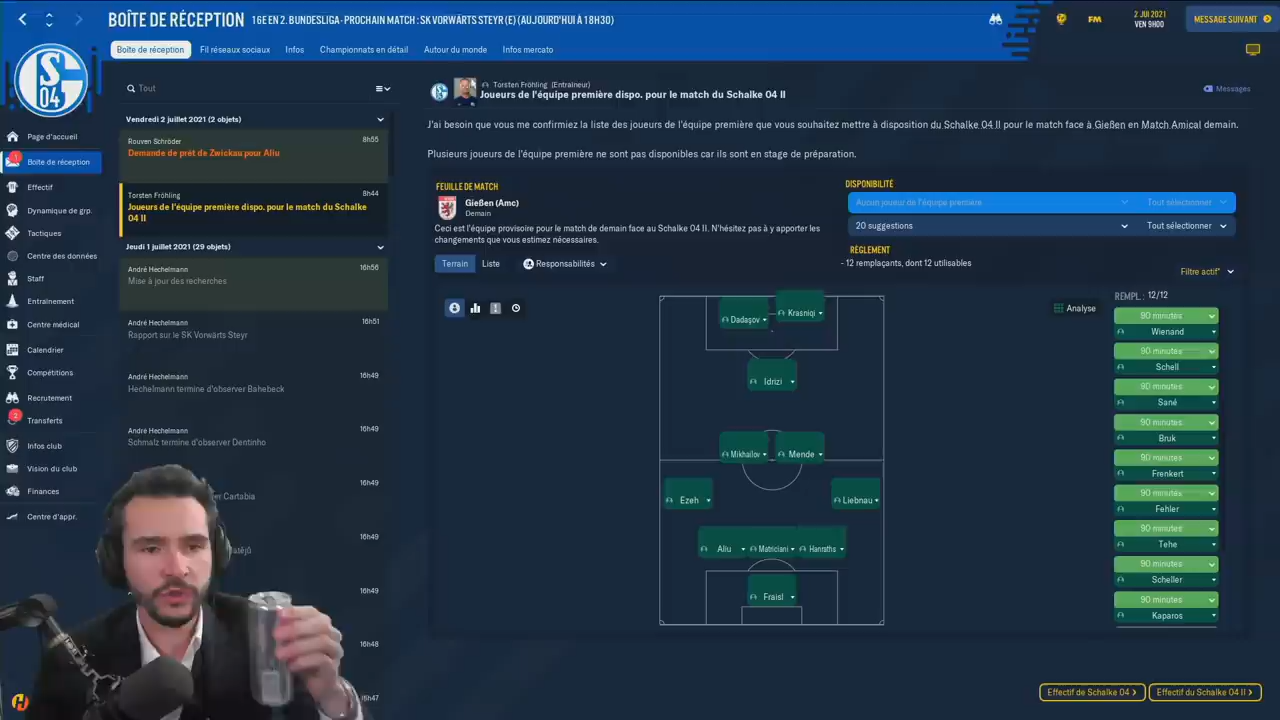 BOÎTE DE RÉCEPTION
16E EN 2. BUNDESLIGA - PROCHAIN MATCH : SK VORWÄRTS STEYR (E) (AUJOURD'HUI À 18H30)
FM
2 JUI 2021
VEN 9H00
MESSAGE SUIVANT
Boîte de réception
Fil réseaux sociaux
Infos
Championnats en détail
Autour du monde
Infos mercato
S 04
Page d'accueil
1
Boîte de réception
Effectif
Dynamique de grp.
Tactiques
Centre des données
Staff
Entraînement
Centre médical
Calendrier
Compétitions
Recrutement
2
Transferts
Infos club
Vision du club
Finances
Centre d'appr.
Tout
Vendredi 2 juillet 2021 (2 objets)
Rouven Schröder
8h55
Demande de prêt de Zwickau pour Aliu
Torsten Fröhling
8h44
Joueurs de l'équipe première dispo. pour le match du Schalke 04 II
Jeudi 1 juillet 2021 (29 objets)
André Hechelmann
16h56
Mise à jour des recherches
André Hechelmann
16h51
Rapport sur le SK Vorwärts Steyr
André Hechelmann
16h49
Hechelmann termine d'observer Bahebeck
André Hechelmann
16h49
Schmalz termine d'observer Dentinho
16h49
Cartabia
16h49
16h49
16h48
16h47
Torsten Fröhling (Entraîneur)
Joueurs de l'équipe première dispo. pour le match du Schalke 04 II
Messages
J'ai besoin que vous me confirmiez la liste des joueurs de l'équipe première que vous souhaitez mettre à disposition du Schalke 04 II pour le match face à Gießen en Match Amical demain.
Plusieurs joueurs de l'équipe première ne sont pas disponibles car ils sont en stage de préparation.
FEUILLE DE MATCH
Gießen (Amc)
Demain
Ceci est l'équipe provisoire pour le match de demain face au Schalke 04 II. N'hésitez pas à y apporter les
changements que vous estimez nécessaires.
Terrain
Liste
Responsabilités
DISPONIBILITÉ
Aucun joueur de l'équipe première
Tout sélectionner
20 suggestions
Tout sélectionner
RÈGLEMENT
- 12 remplaçants, dont 12 utilisables
Filtre actif*
Analyse
REMPL. : 12/12
Dadaşov
Krasniqi
Idrizi
Mikhailov
Mende
Ezeh
Liebnau
Aliu
Matriciani
Hanraths
Fraisl
90 minutes
Wienand
90 minutes
Schell
90 minutes
Sané
90 minutes
Bruk
90 minutes
Frenkert
90 minutes
Fehler
90 minutes
Tehe
90 minutes
Scheller
90 minutes
Kaparos
Effectif de Schalke 04
Effectif du Schalke 04 II